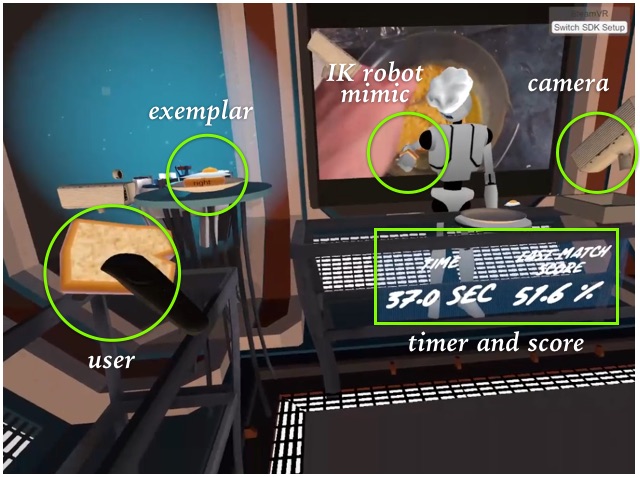 Switch SDK Setup
IK robot
mimic
camera
exemplar
right
TIME
LAST-MATCH
SCORE
37.0 SEC
51.6 %
timer and score
user